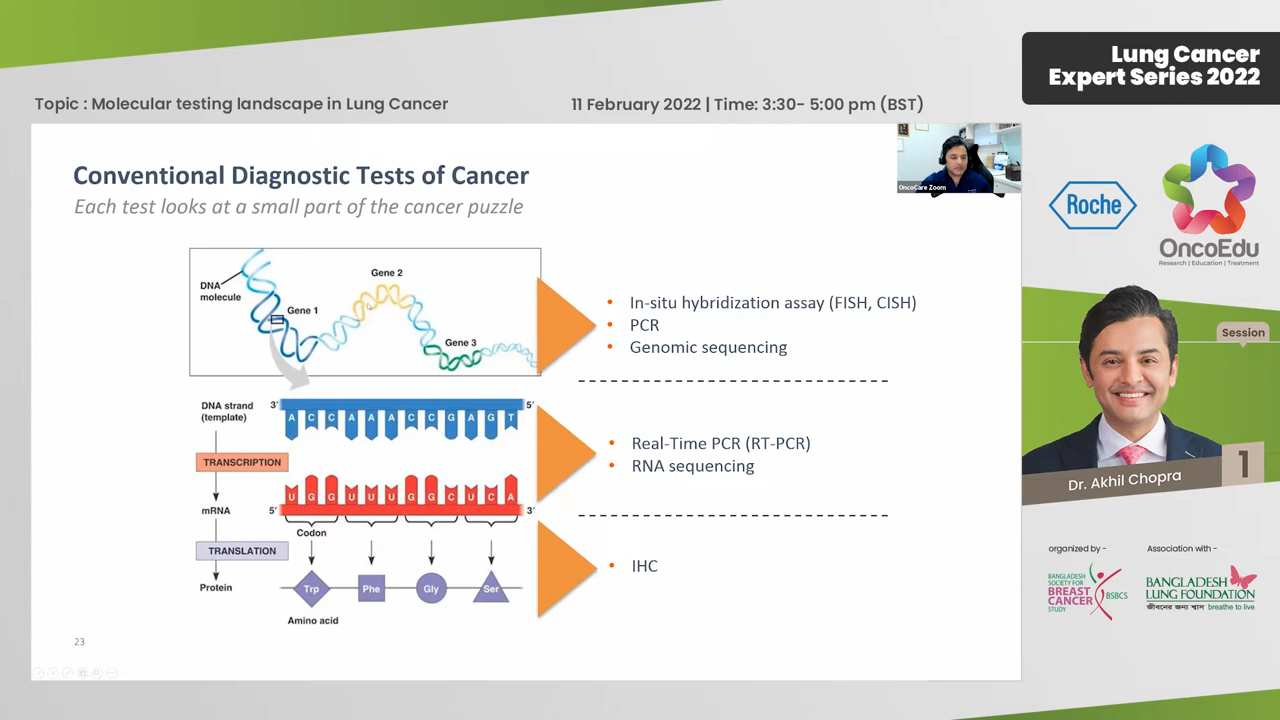 Lung Cancer
Expert Series 2022
Topic : Molecular testing landscape in Lung Cancer
11 February 2022 | Time: 3:30- 5:00 pm (BST)
Conventional Diagnostic Tests of Cancer
Each test looks at a small part of the cancer puzzle
OncoCare Zoom
Roche
OncoEdu
Research | Education | Treatment
DNA
molecule
Gene 1
Gene 2
Gene 3
• In-situ hybridization assay (FISH, CISH)
• PCR
• Genomic sequencing
DNA strand
(template)
3′
A C C A A A C C G A G T
5′
TRANSCRIPTION
• Real-Time PCR (RT-PCR)
• RNA sequencing
mRNA
5′
U G G U U U G G C U C A
3′
Codon
TRANSLATION
Protein
Trp
Phe
Gly
Ser
Amino acid
• IHC
23
Session
1
Dr. Akhil Chopra
organized by -
BANGLADESH
SOCIETY FOR
BREAST
CANCER
STUDY
BSBCS
Association with -
BANGLADESH
LUNG FOUNDATION
জীবনের জন্য শ্বাস breathe to live